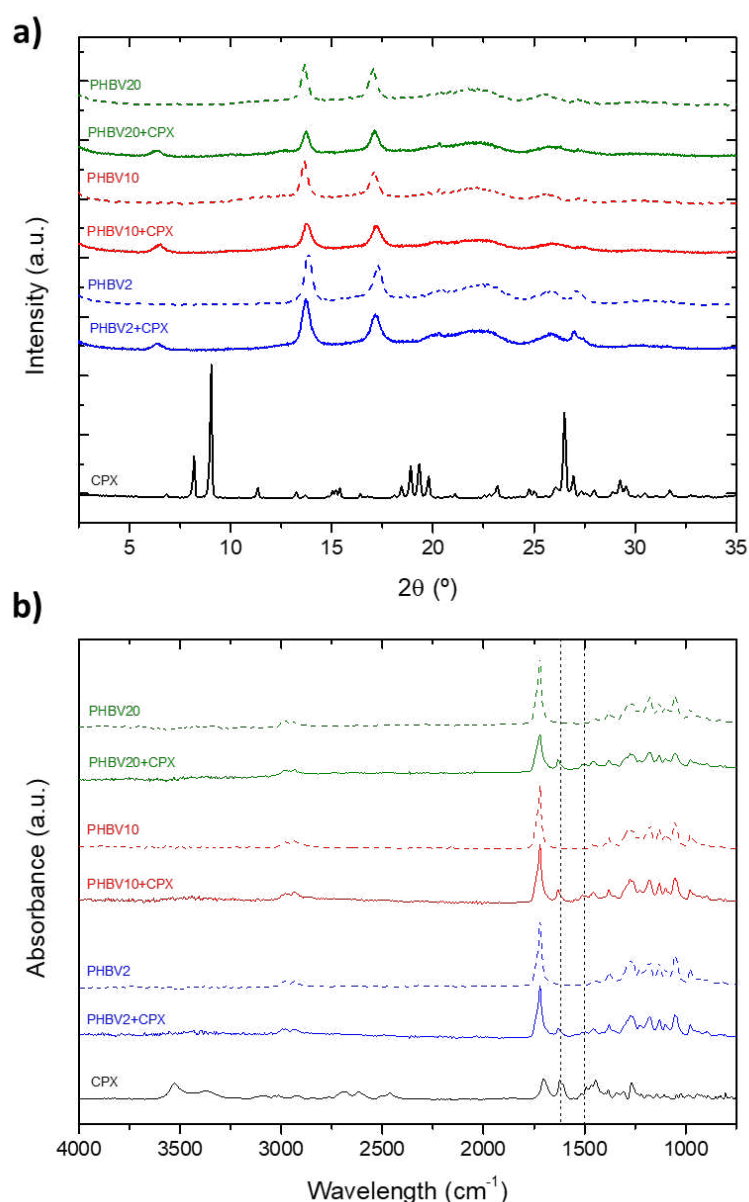 a)
PHBV20
PHBV20+CPX
PHBV10
PHBV10+CPX
PHBV2
PHBV2+CPX
CPX
Intensity (a.u.)
5 10 15 20 25 30 35
2θ (º)
b)
PHBV20
PHBV20+CPX
PHBV10
PHBV10+CPX
PHBV2
PHBV2+CPX
CPX
Absorbance (a.u.)
4000 3500 3000 2500 2000 1500 1000
Wavelength (cm⁻¹)